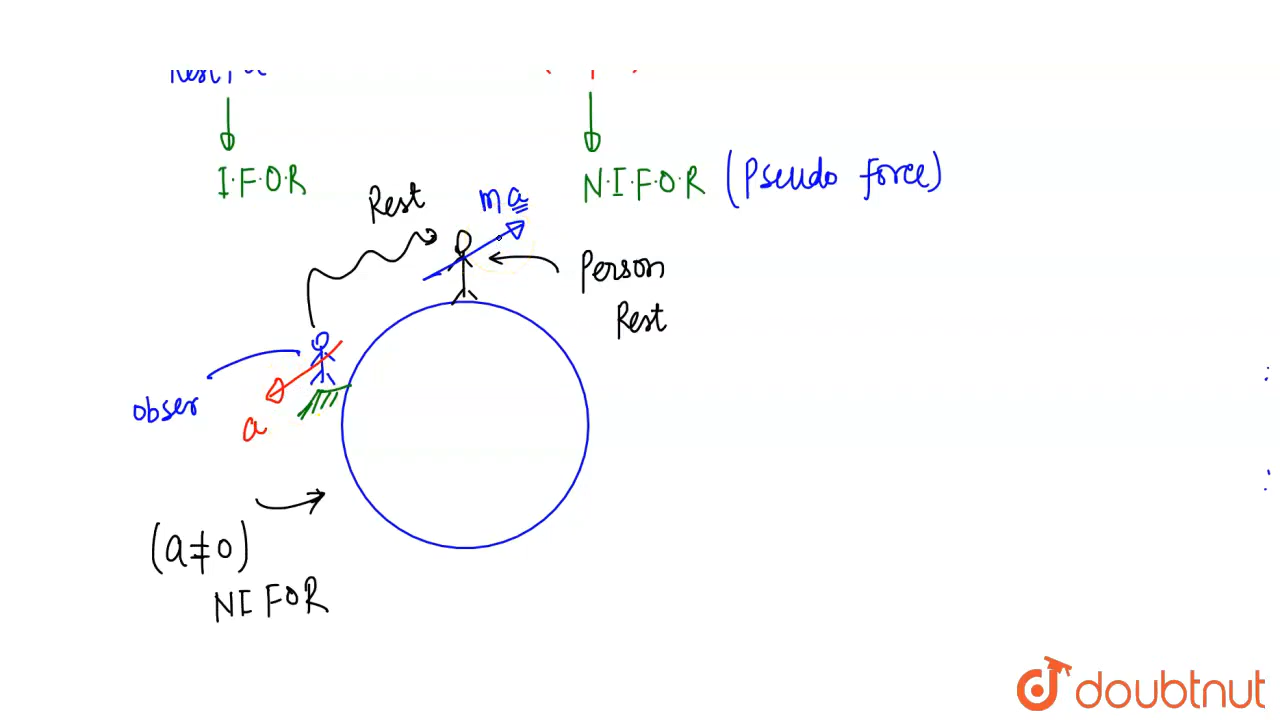 I.F.O.R
N.I.F.O.R (Pseudo force)
Rest
ma
Person
Rest
obser
a
(a≠0)
NIFOR
doubtnut